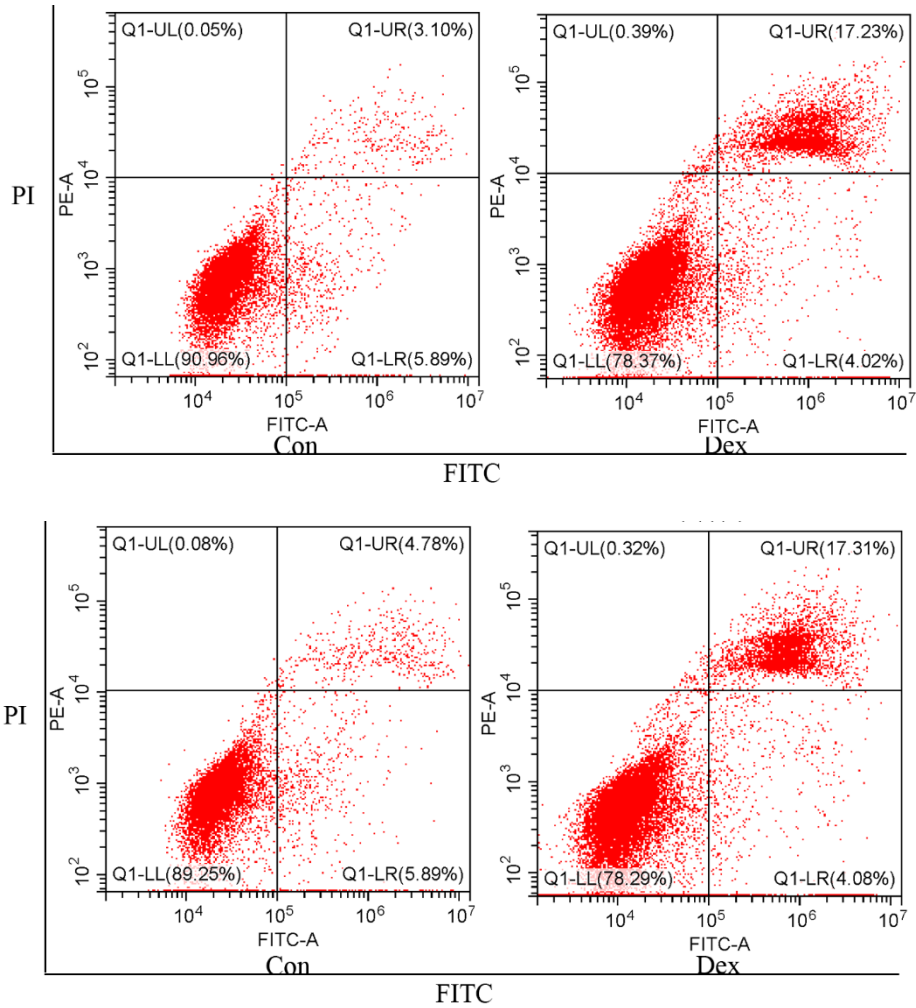 Q1-UL(0.05%) Q1-UR(3.10%)
10^5
10^4
10^3
10^2
PI
PE-A
Q1-LL(90.96%) Q1-LR(5.89%)
10^4 10^5 10^6 10^7
FITC-A
Con
Q1-UL(0.39%) Q1-UR(17.23%)
10^5
10^4
10^3
10^2
PE-A
Q1-LL(78.37%) Q1-LR(4.02%)
10^4 10^5 10^6 10^7
FITC-A
Dex
FITC
Q1-UL(0.08%) Q1-UR(4.78%)
10^5
10^4
10^3
10^2
PI
PE-A
Q1-LL(89.25%) Q1-LR(5.89%)
10^4 10^5 10^6 10^7
FITC-A
Con
Q1-UL(0.32%) Q1-UR(17.31%)
10^5
10^4
10^3
10^2
PE-A
Q1-LL(78.29%) Q1-LR(4.08%)
10^4 10^5 10^6 10^7
FITC-A
Dex
FITC